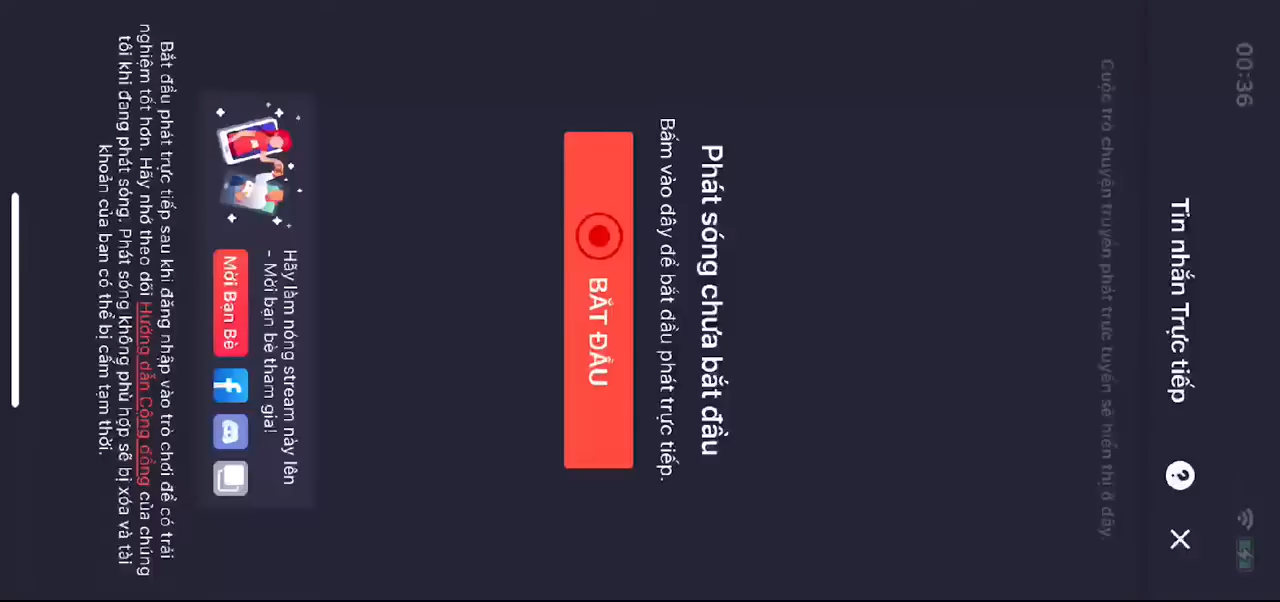 00:36
Tin nhắn Trực tiếp
?
Cuộc trò chuyện truyền phát trực tuyến sẽ hiển thị ở đây.
Phát sóng chưa bắt đầu
Bấm vào đây để bắt đầu phát trực tiếp.
BẮT ĐẦU
Hãy làm nóng stream này lên
- Mời bạn bè tham gia!
Mời Bạn Bè
Bắt đầu phát trực tiếp sau khi đăng nhập vào trò chơi để có trải
nghiệm tốt hơn. Hãy nhớ theo dõi Hướng dẫn Cộng đồng của chúng
tôi khi đang phát sóng. Phát sóng không phù hợp sẽ bị xóa và tài
khoản của bạn có thể bị cấm tạm thời.